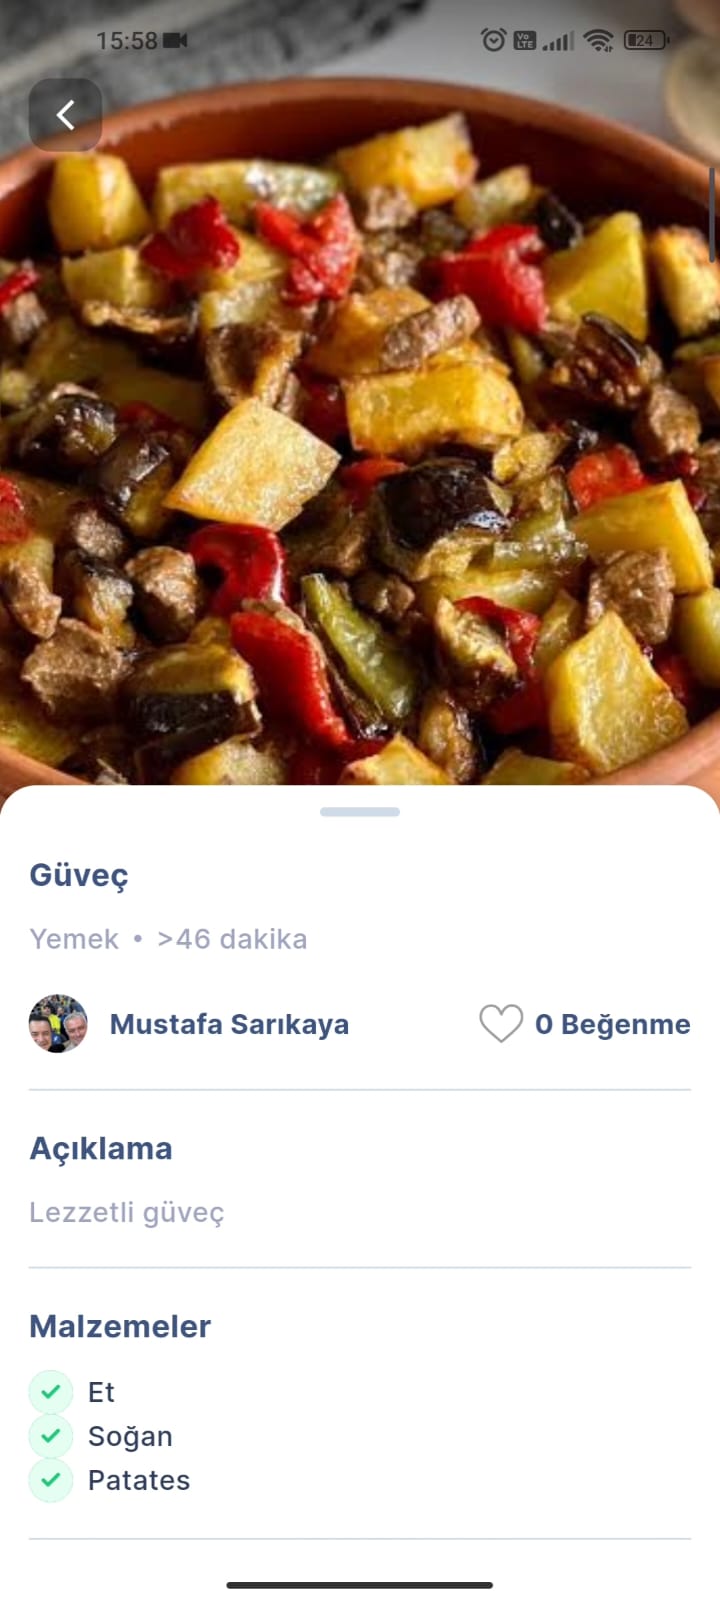 15:58
Vo LTE
24
Güveç
Yemek • >46 dakika
Mustafa Sarıkaya
0 Beğenme
Açıklama
Lezzetli güveç
Malzemeler
Et
Soğan
Patates